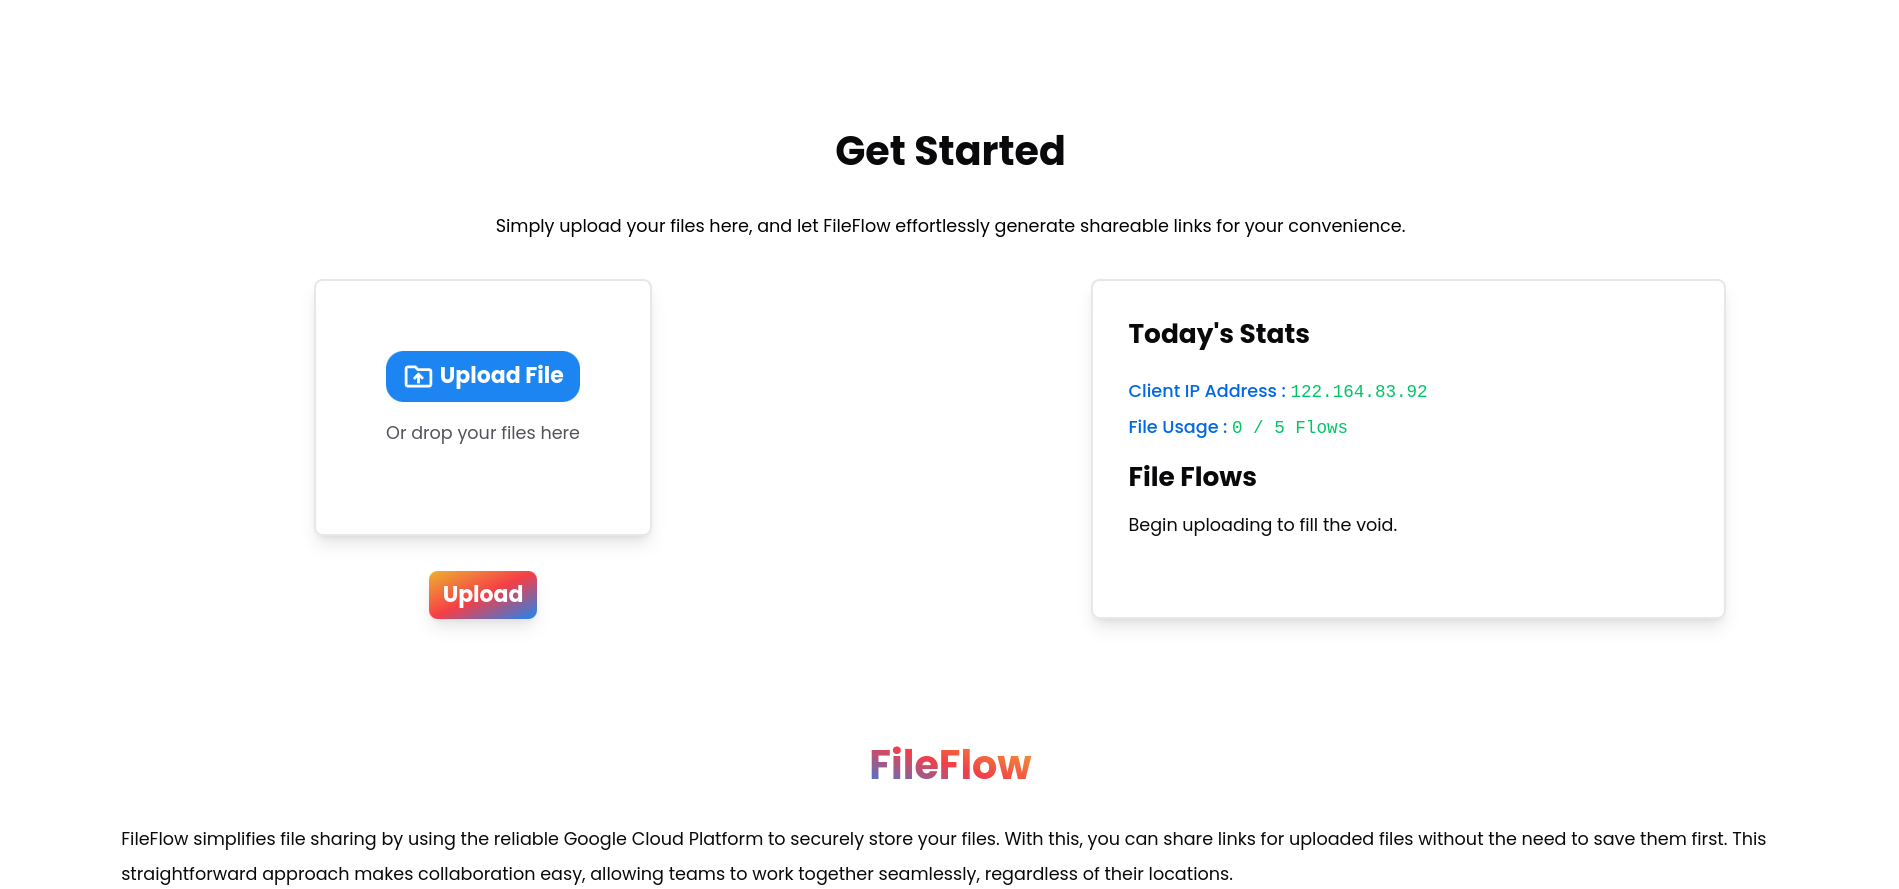 Get Started
Simply upload your files here, and let FileFlow effortlessly generate shareable links for your convenience.
Upload File
Or drop your files here
Upload
Today's Stats
Client IP Address : 122.164.83.92
File Usage : 0 / 5 Flows
File Flows
Begin uploading to fill the void.
FileFlow
FileFlow simplifies file sharing by using the reliable Google Cloud Platform to securely store your files. With this, you can share links for uploaded files without the need to save them first. This
straightforward approach makes collaboration easy, allowing teams to work together seamlessly, regardless of their locations.